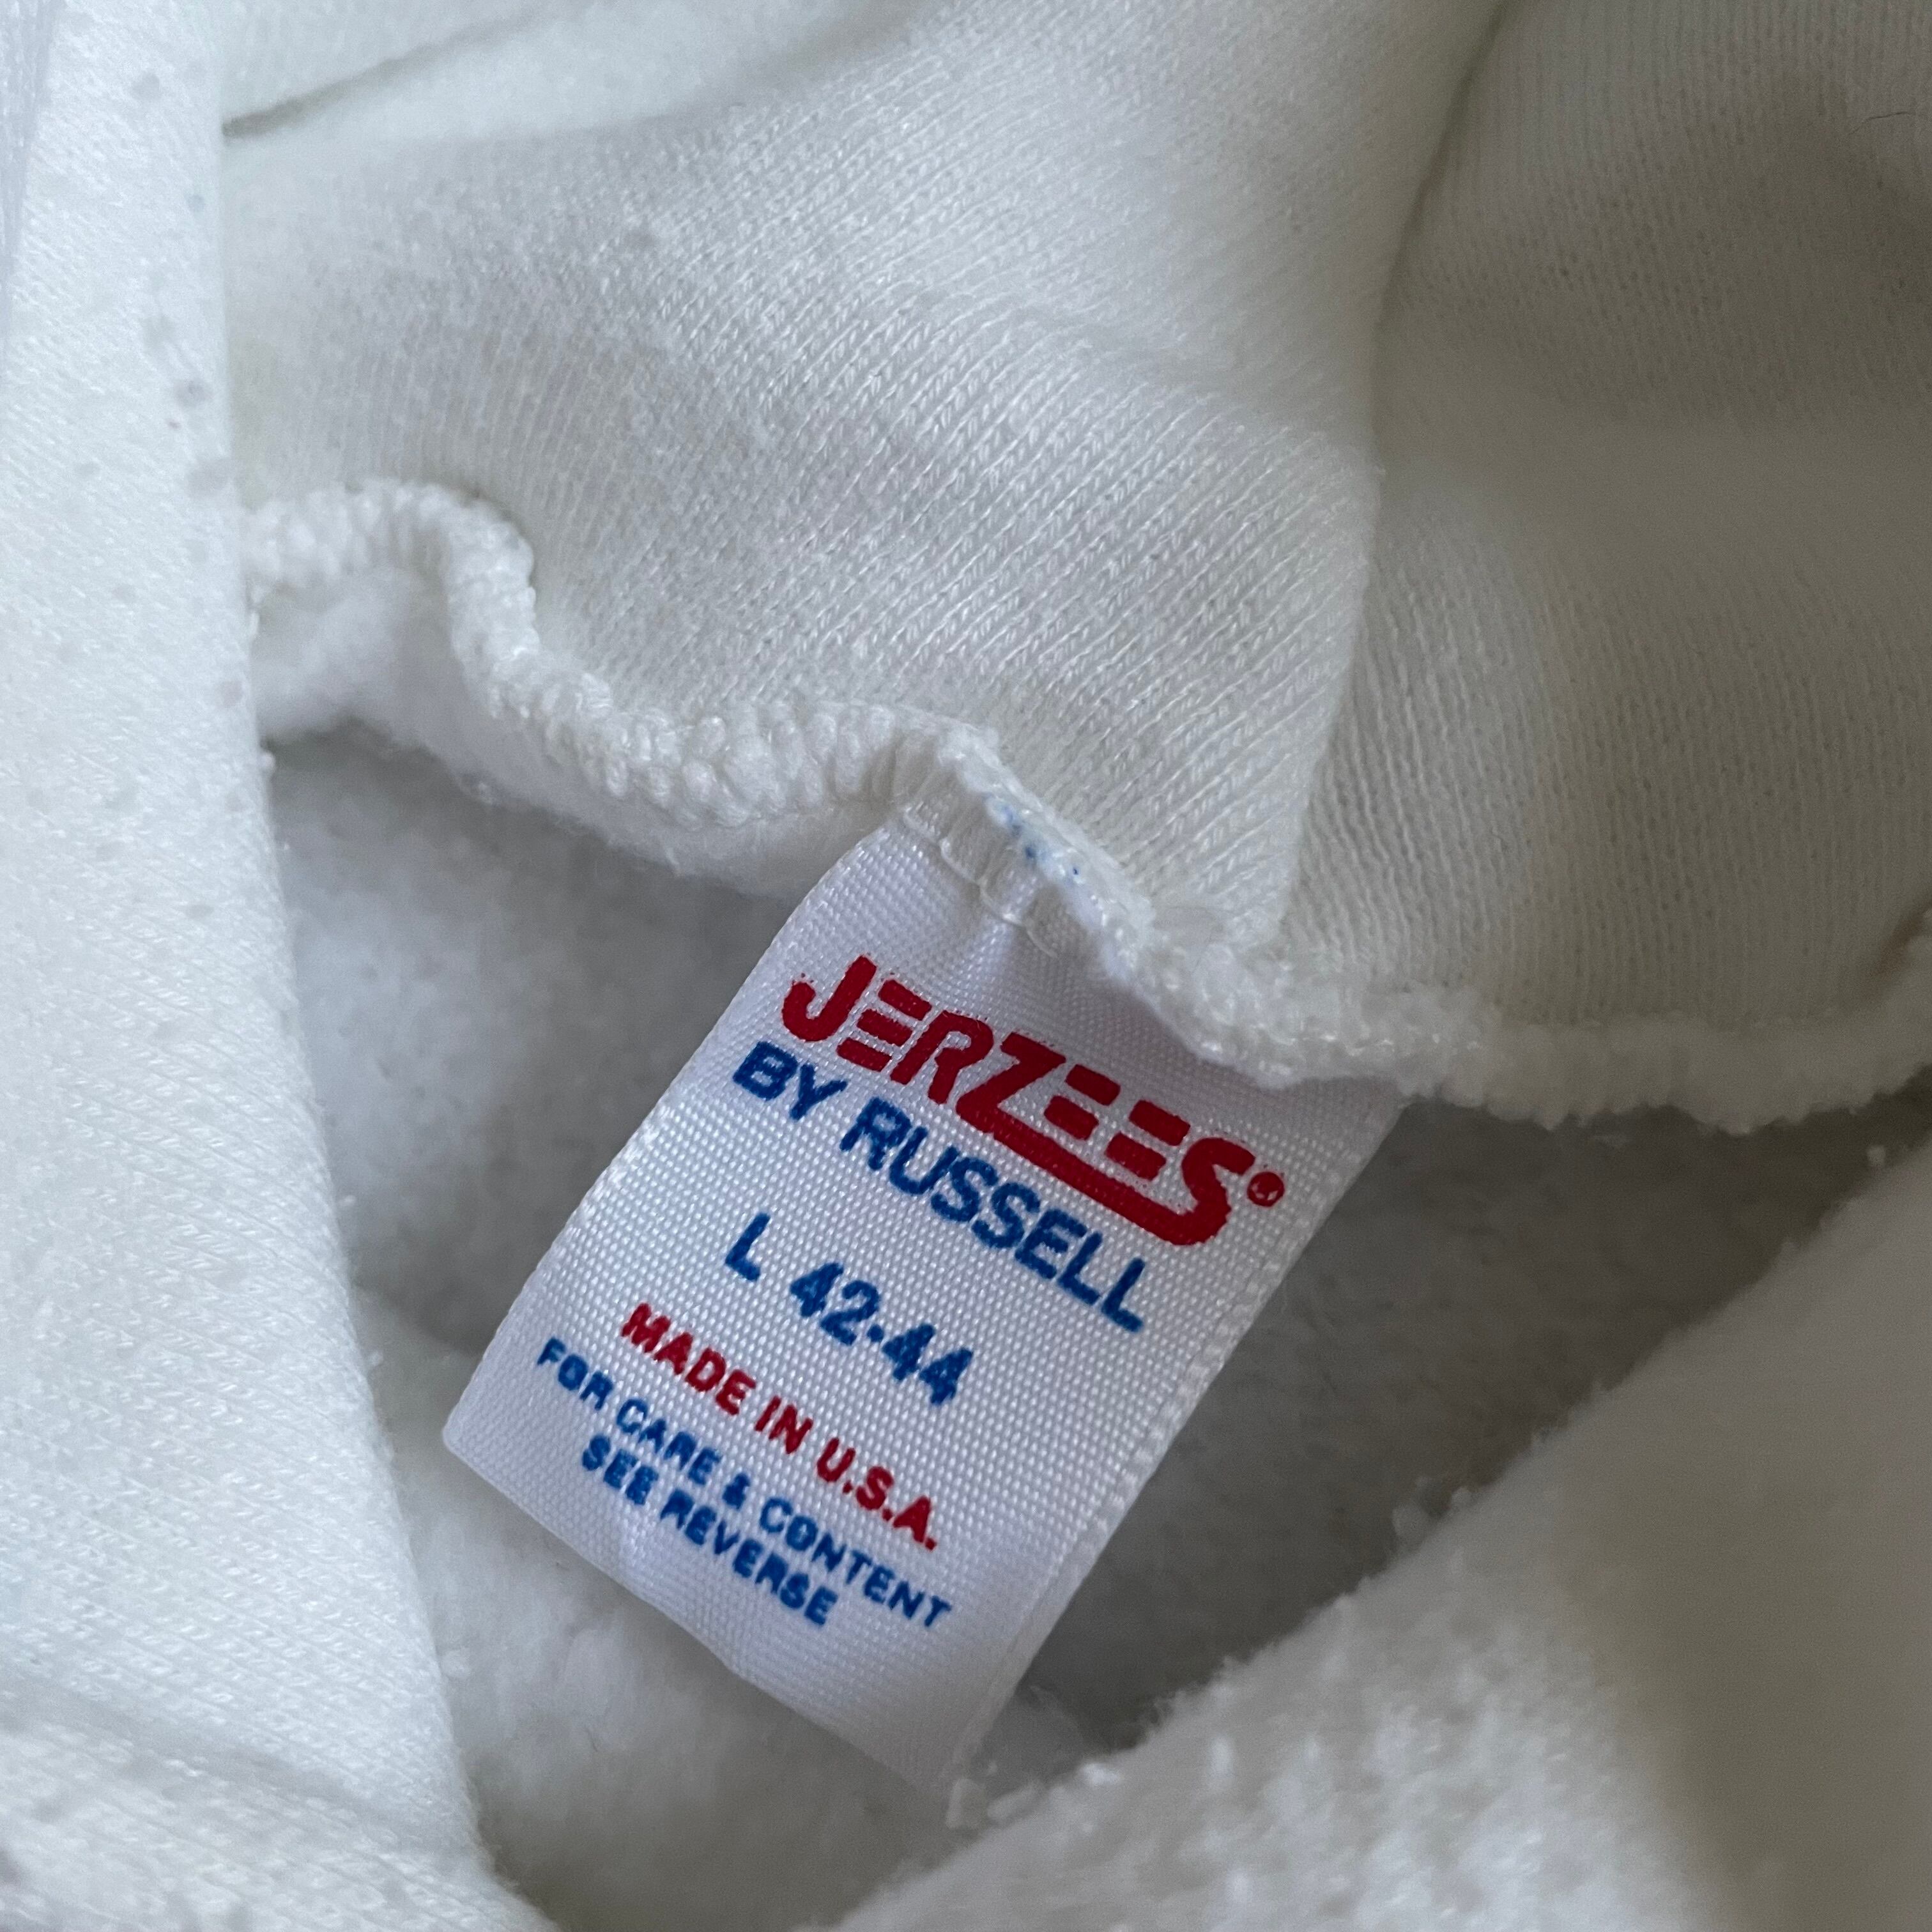 JERZEES®
BY RUSSELL
L 42-44
MADE IN U.S.A.
FOR CARE & CONTENT
SEE REVERSE